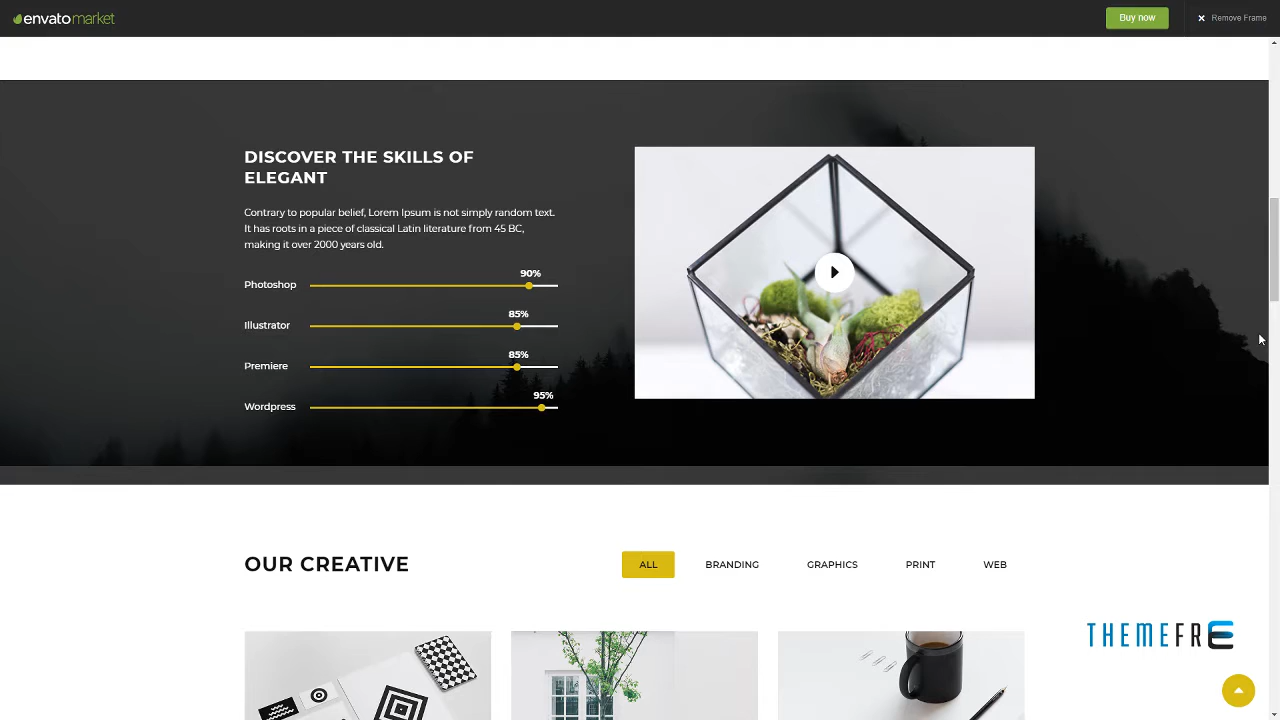 envato market
Buy now
Remove Frame
DISCOVER THE SKILLS OF
ELEGANT
Contrary to popular belief, Lorem Ipsum is not simply random text.
It has roots in a piece of classical Latin literature from 45 BC,
making it over 2000 years old.
90%
Photoshop
85%
Illustrator
85%
Premiere
95%
Wordpress
OUR CREATIVE
ALL
BRANDING
GRAPHICS
PRINT
WEB
THEMEFRE